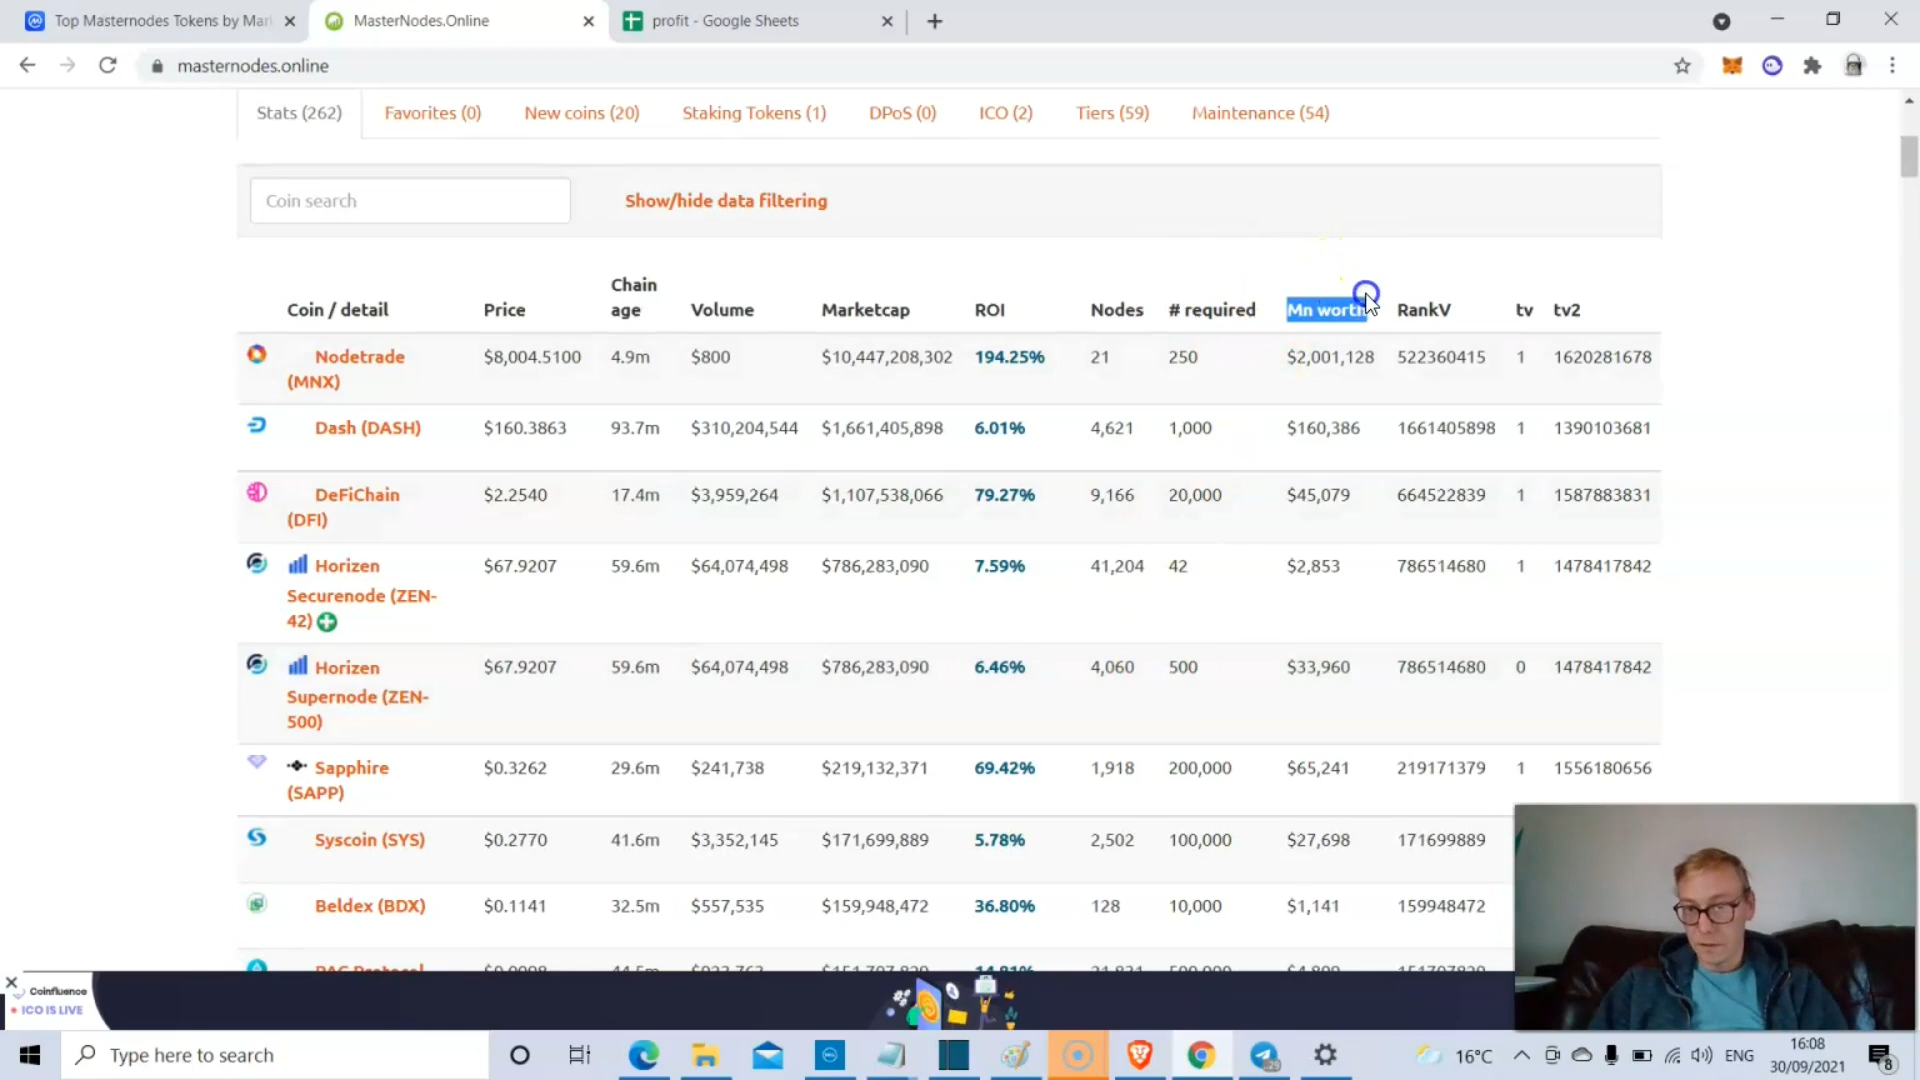 Top Masternodes Tokens by Mar
MasterNodes.Online
profit - Google Sheets
masternodes.online
Stats (262) Favorites (0) New coins (20) Staking Tokens (1) DPoS (0) ICO (2) Tiers (59) Maintenance (54)
Coin search
Show/hide data filtering
Coin / detail Price Chain age Volume Marketcap ROI Nodes # required Mn worth RankV tv tv2
Nodetrade (MNX) $8,004.5100 4.9m $800 $10,447,208,302 194.25% 21 250 $2,001,128 522360415 1 1620281678
Dash (DASH) $160.3863 93.7m $310,204,544 $1,661,405,898 6.01% 4,621 1,000 $160,386 1661405898 1 1390103681
DeFiChain (DFI) $2.2540 17.4m $3,959,264 $1,107,538,066 79.27% 9,166 20,000 $45,079 664522839 1 1587883831
Horizen Securenode (ZEN-42) $67.9207 59.6m $64,074,498 $786,283,090 7.59% 41,204 42 $2,853 786514680 1 1478417842
Horizen Supernode (ZEN-500) $67.9207 59.6m $64,074,498 $786,283,090 6.46% 4,060 500 $33,960 786514680 0 1478417842
Sapphire (SAPP) $0.3262 29.6m $241,738 $219,132,371 69.42% 1,918 200,000 $65,241 219171379 1 1556180656
Syscoin (SYS) $0.2770 41.6m $3,352,145 $171,699,889 5.78% 2,502 100,000 $27,698 171699889
Beldex (BDX) $0.1141 32.5m $557,535 $159,948,472 36.80% 128 10,000 $1,141 159948472
Coinfluence
ICO IS LIVE
Type here to search
16°C
ENG
16:08
30/09/2021
8